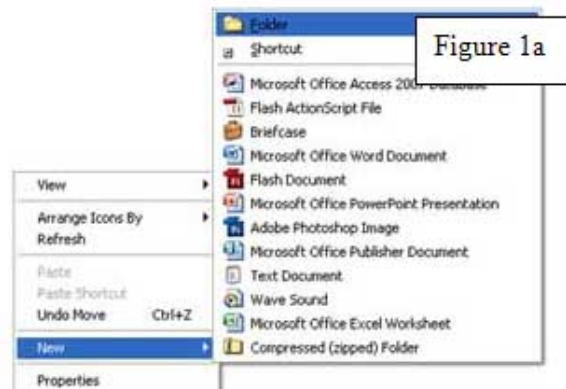 Folder
Shortcut
Figure 1a
Microsoft Office Access 2007 Database
Flash ActionScript File
Briefcase
Microsoft Office Word Document
Flash Document
Microsoft Office PowerPoint Presentation
Adobe Photoshop Image
Microsoft Office Publisher Document
Text Document
Wave Sound
Microsoft Office Excel Worksheet
Compressed (zipped) Folder
View
Arrange Icons By
Refresh
Paste
Paste Shortcut
Undo Move Ctrl+Z
New
Properties